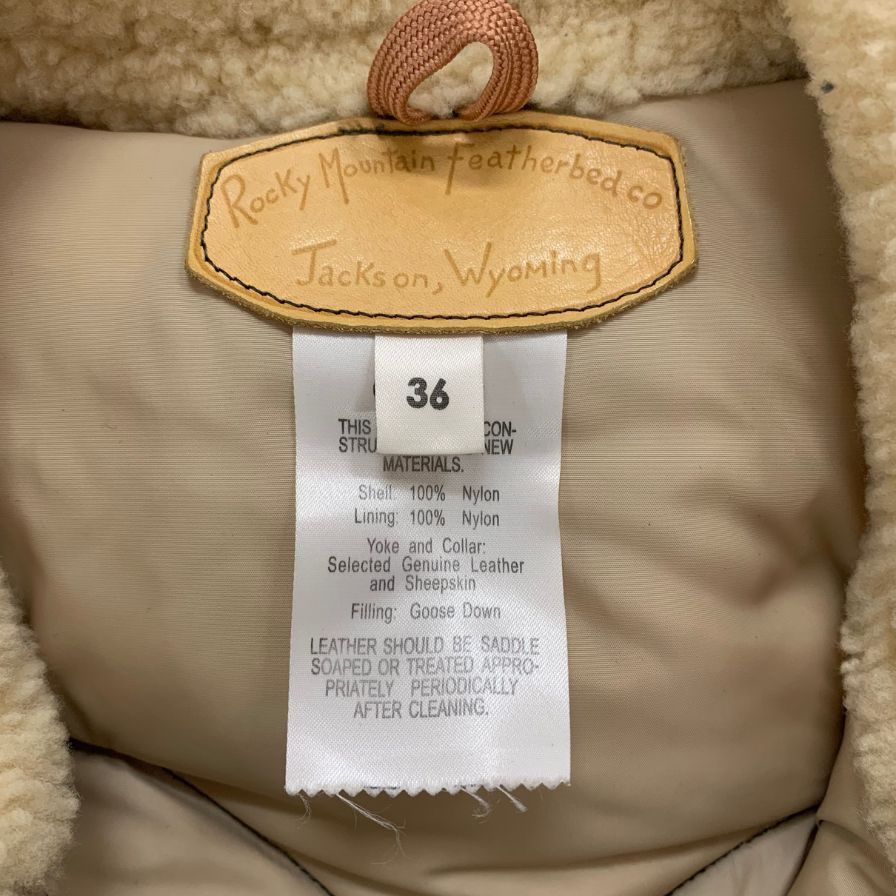 Rocky Mountain Featherbed co
Jackson, Wyoming
36
THIS CON-
STRU NEW
MATERIALS.
Shell: 100% Nylon
Lining: 100% Nylon
Yoke and Collar:
Selected Genuine Leather
and Sheepskin
Filling: Goose Down
LEATHER SHOULD BE SADDLE
SOAPED OR TREATED APPRO-
PRIATELY PERIODICALLY
AFTER CLEANING.